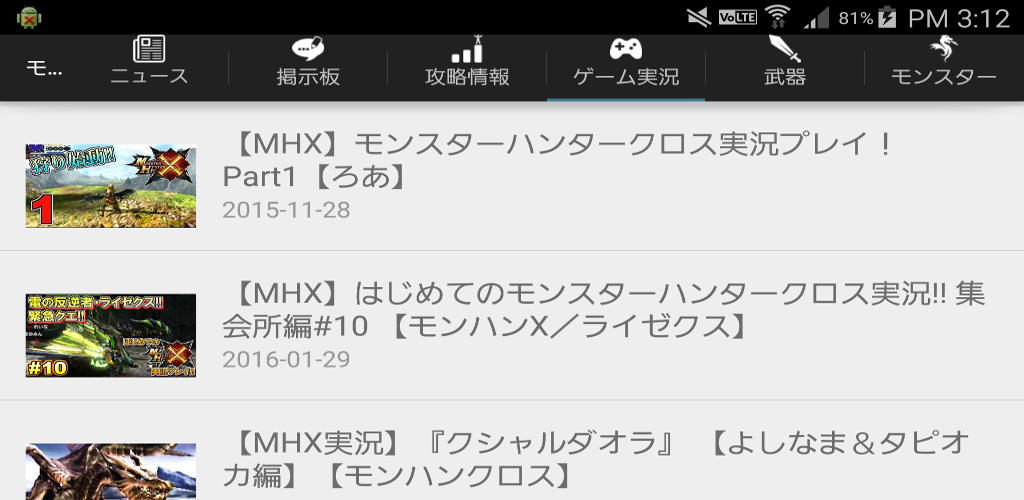 VoLTE 81% PM 3:12
モ... ニュース 掲示板 攻略情報 ゲーム実況 武器 モンスター
【MHX】モンスターハンタークロス実況プレイ！
Part1【ろあ】
2015-11-28
狩り始動!!
1
【MHX】はじめてのモンスターハンタークロス実況!! 集
会所編#10 【モンハンX／ライゼクス】
2016-01-29
電の反逆者・ライゼクス!!
緊急クエ!!
#10
【MHX実況】『クシャルダオラ』 【よしなま＆タピオ
カ編】【モンハンクロス】